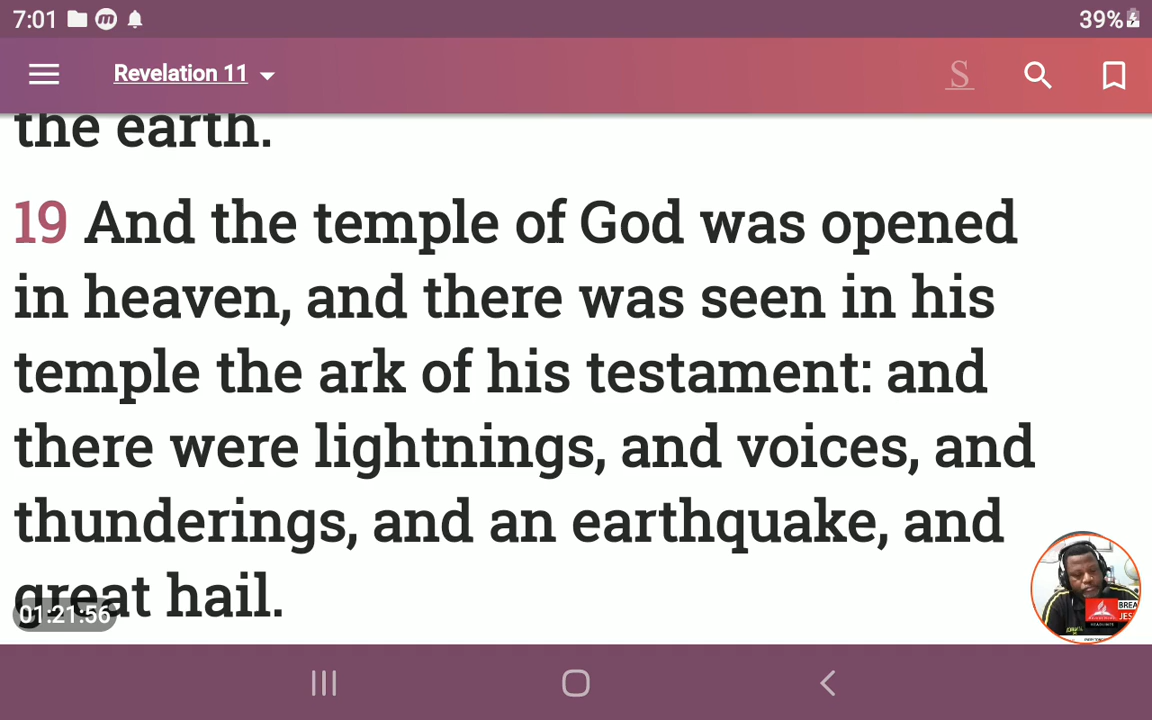 7:01
39%
Revelation 11
S
the earth.
19 And the temple of God was opened
in heaven, and there was seen in his
temple the ark of his testament: and
there were lightnings, and voices, and
thunderings, and an earthquake, and
great hail.
01:21:56
BREA
JES